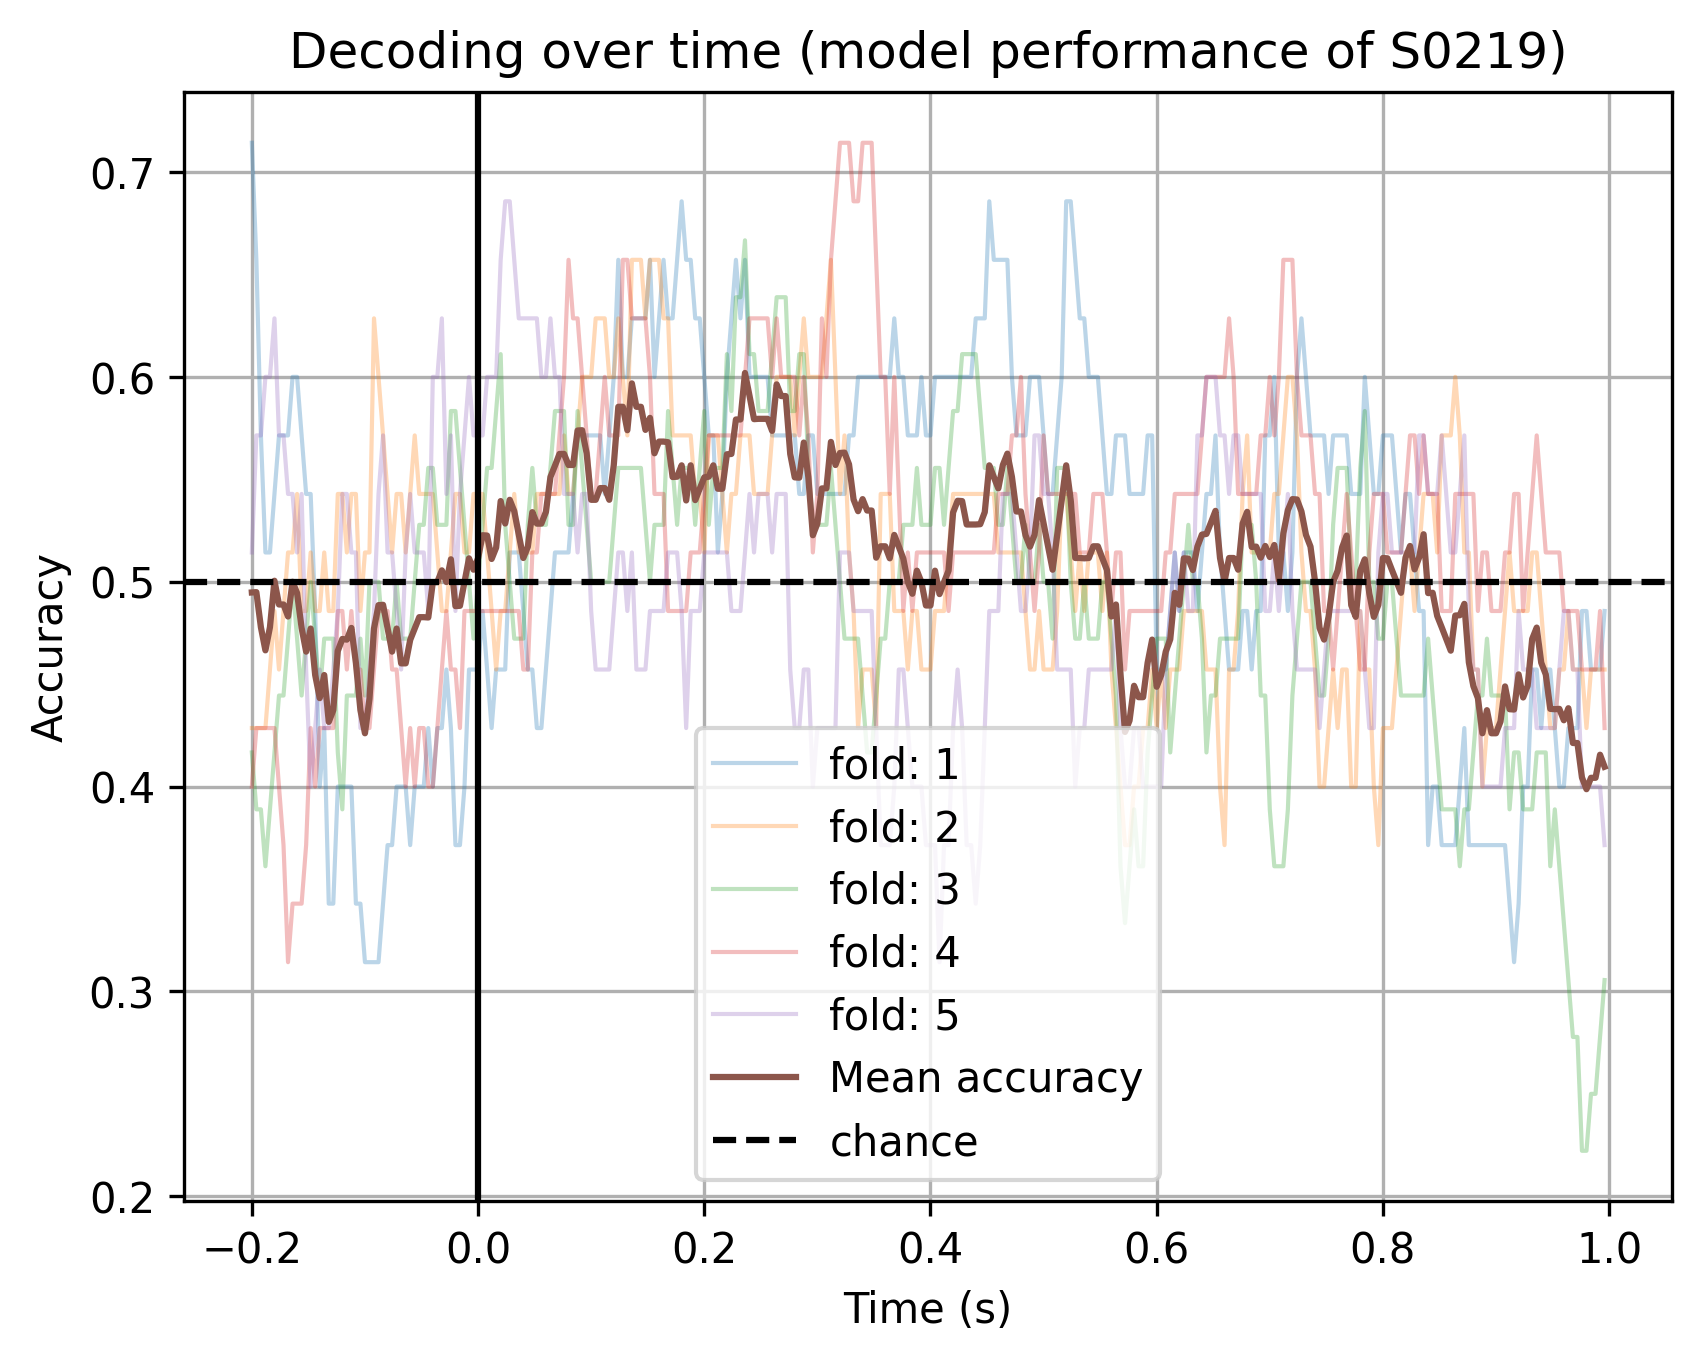 Decoding over time (model performance of S0219)
Accuracy
0.7
0.6
0.5
0.4
0.3
0.2
fold: 1
fold: 2
fold: 3
fold: 4
fold: 5
Mean accuracy
chance
−0.2 0.0 0.2 0.4 0.6 0.8 1.0
Time (s)